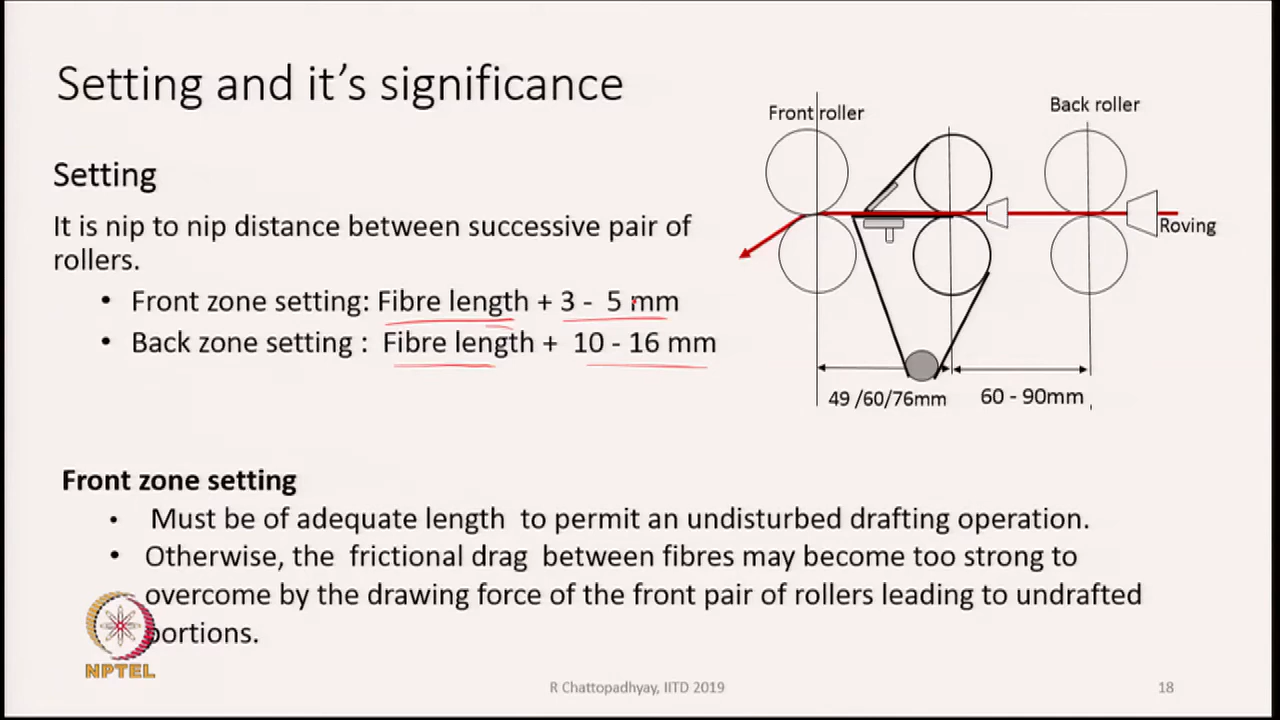 Setting and it's significance
Setting
It is nip to nip distance between successive pair of
rollers.
• Front zone setting: Fibre length + 3 - 5 mm
• Back zone setting : Fibre length + 10 - 16 mm
Front roller
Back roller
Roving
49 /60/76mm
60 - 90mm
Front zone setting
• Must be of adequate length to permit an undisturbed drafting operation.
• Otherwise, the frictional drag between fibres may become too strong to
overcome by the drawing force of the front pair of rollers leading to undrafted
portions.
NPTEL
R Chattopadhyay, IITD 2019
18